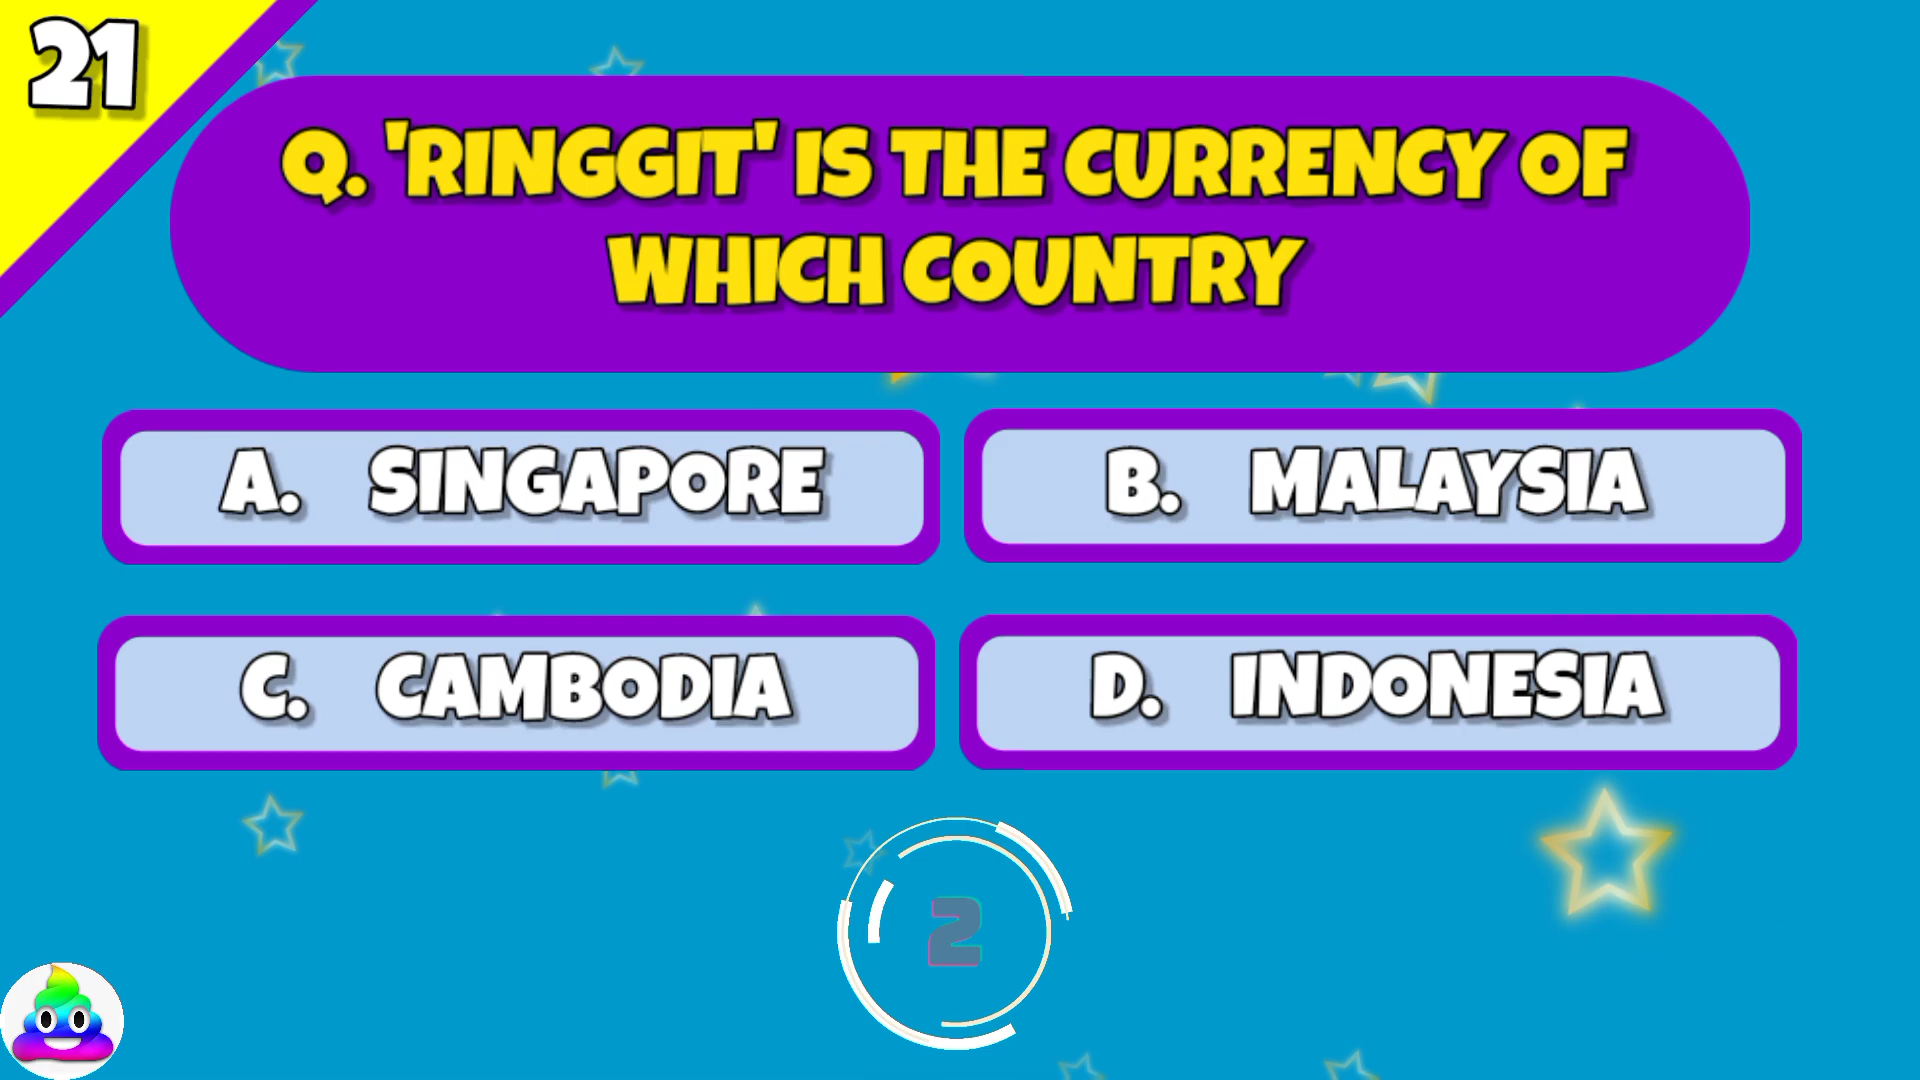 21
Q. 'RINGGIT' IS THE CURRENCY OF
WHICH COUNTRY
A. SINGAPORE
B. MALAYSIA
C. CAMBODIA
D. INDONESIA
2